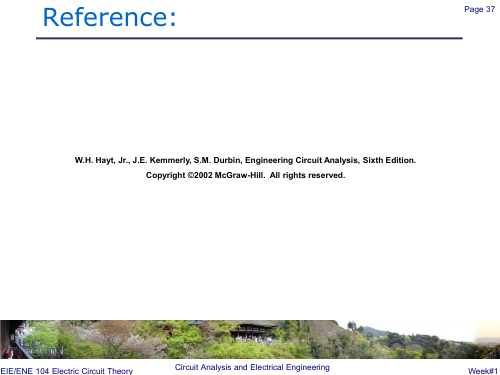 Reference:
Page 37
W.H. Hayt, Jr., J.E. Kemmerly, S.M. Durbin, Engineering Circuit Analysis, Sixth Edition.
Copyright ©2002 McGraw-Hill.  All rights reserved.
EIE/ENE 104 Electric Circuit Theory
Circuit Analysis and Electrical Engineering
Week#1